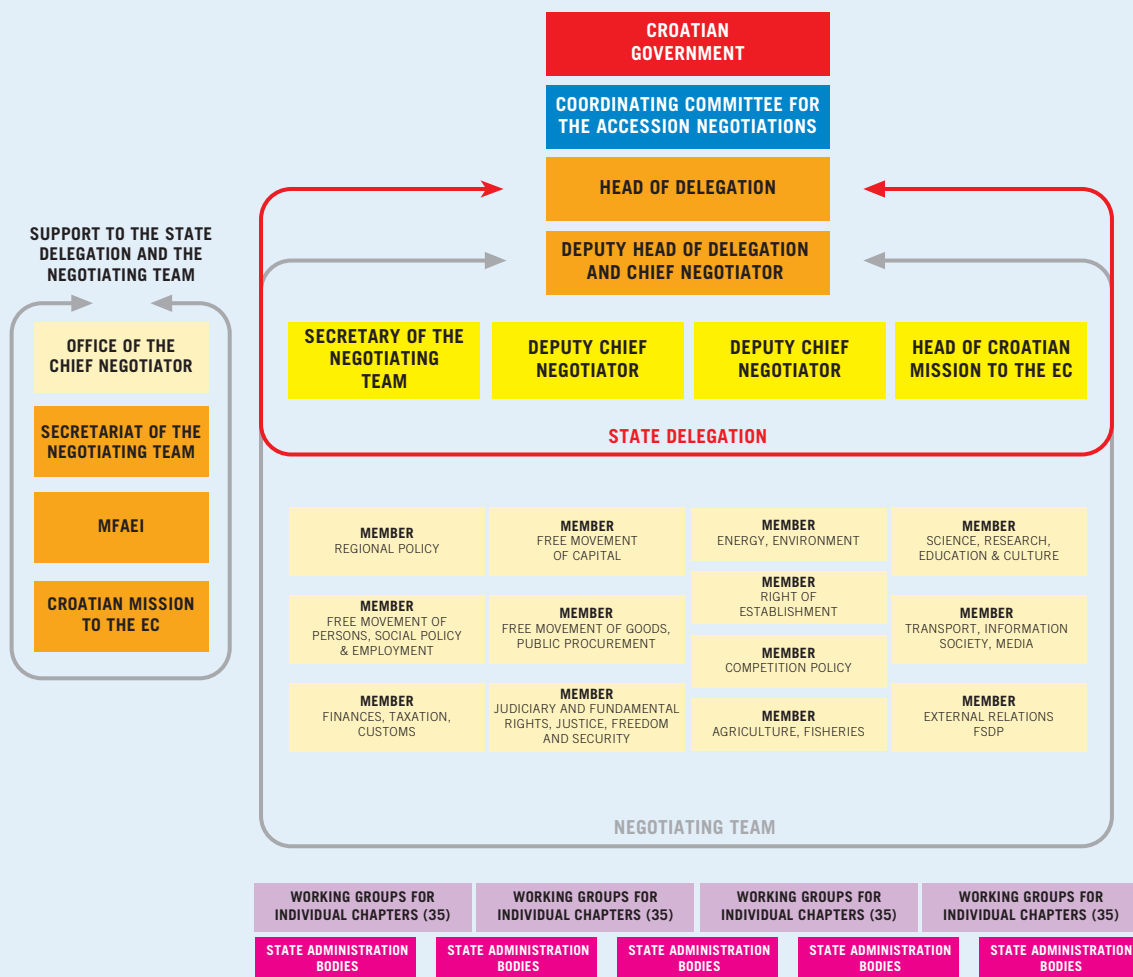 CROATIAN
GOVERNMENT
COORDINATING COMMITTEE FOR
THE ACCESSION NEGOTIATIONS
HEAD OF DELEGATION
DEPUTY HEAD OF DELEGATION
AND CHIEF NEGOTIATOR
SUPPORT TO THE STATE
DELEGATION AND THE
NEGOTIATING TEAM
OFFICE OF THE
CHIEF NEGOTIATOR
SECRETARIAT OF THE
NEGOTIATING TEAM
MFAEI
CROATIAN MISSION
TO THE EC
SECRETARY OF THE
NEGOTIATING
TEAM
DEPUTY CHIEF
NEGOTIATOR
DEPUTY CHIEF
NEGOTIATOR
HEAD OF CROATIAN
MISSION TO THE EC
STATE DELEGATION
MEMBER
REGIONAL POLICY
MEMBER
FREE MOVEMENT OF
PERSONS, SOCIAL POLICY
& EMPLOYMENT
MEMBER
FINANCES, TAXATION,
CUSTOMS
MEMBER
FREE MOVEMENT
OF CAPITAL
MEMBER
FREE MOVEMENT OF GOODS,
PUBLIC PROCUREMENT
MEMBER
JUDICIARY AND FUNDAMENTAL
RIGHTS, JUSTICE, FREEDOM
AND SECURITY
MEMBER
ENERGY, ENVIRONMENT
MEMBER
RIGHT OF
ESTABLISHMENT
MEMBER
COMPETITION POLICY
MEMBER
AGRICULTURE, FISHERIES
MEMBER
SCIENCE, RESEARCH,
EDUCATION & CULTURE
MEMBER
TRANSPORT, INFORMATION
SOCIETY, MEDIA
MEMBER
EXTERNAL RELATIONS
FSDP
NEGOTIATING TEAM
WORKING GROUPS FOR
INDIVIDUAL CHAPTERS (35)
WORKING GROUPS FOR
INDIVIDUAL CHAPTERS (35)
WORKING GROUPS FOR
INDIVIDUAL CHAPTERS (35)
WORKING GROUPS FOR
INDIVIDUAL CHAPTERS (35)
STATE ADMINISTRATION
BODIES
STATE ADMINISTRATION
BODIES
STATE ADMINISTRATION
BODIES
STATE ADMINISTRATION
BODIES
STATE ADMINISTRATION
BODIES